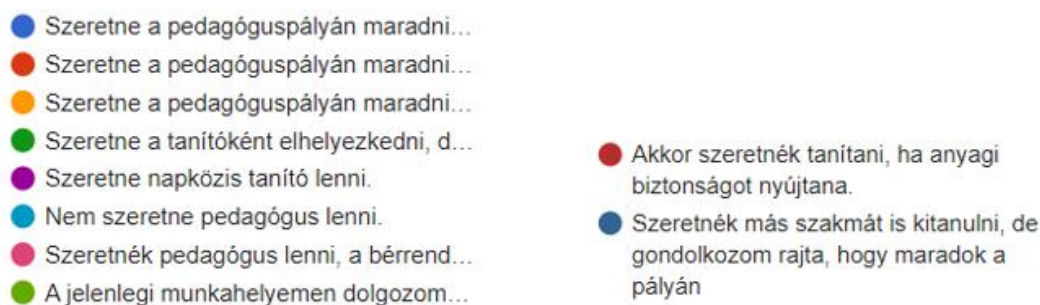 Szeretne a pedagóguspályán maradni...
Szeretne a pedagóguspályán maradni...
Szeretne a pedagóguspályán maradni...
Szeretne a tanítóként elhelyezkedni, d...
Szeretne napközis tanító lenni.
Nem szeretne pedagógus lenni.
Szeretnék pedagógus lenni, a bérrend...
A jelenlegi munkahelyemen dolgozom...
Akkor szeretnék tanítani, ha anyagi
biztonságot nyújtana.
Szeretnék más szakmát is kitanulni, de
gondolkozom rajta, hogy maradok a
pályán